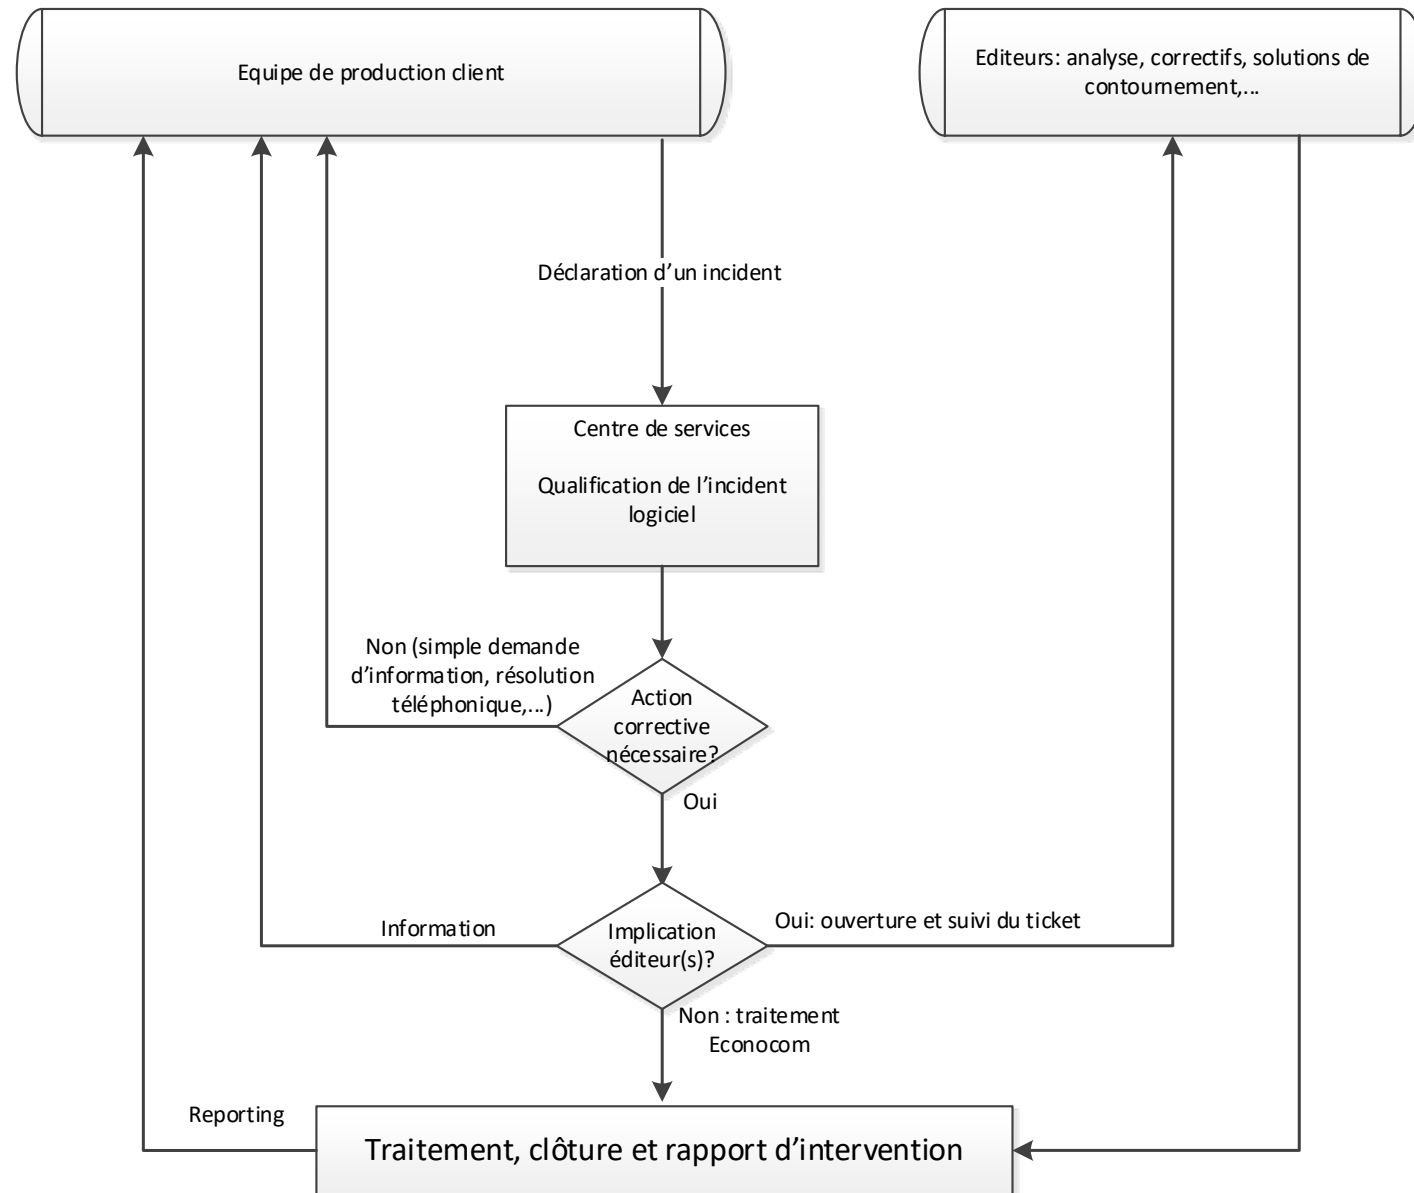 Equipe de production client
Editeurs: analyse, correctifs, solutions de
contournement,...
Déclaration d’un incident
Centre de services
Qualification de l’incident
logiciel
Non (simple demande
d’information, résolution
téléphonique,...)
Action
corrective
nécessaire?
Oui
Information
Implication
éditeur(s)?
Oui: ouverture et suivi du ticket
Non : traitement
Econocom
Reporting
Traitement, clôture et rapport d’intervention